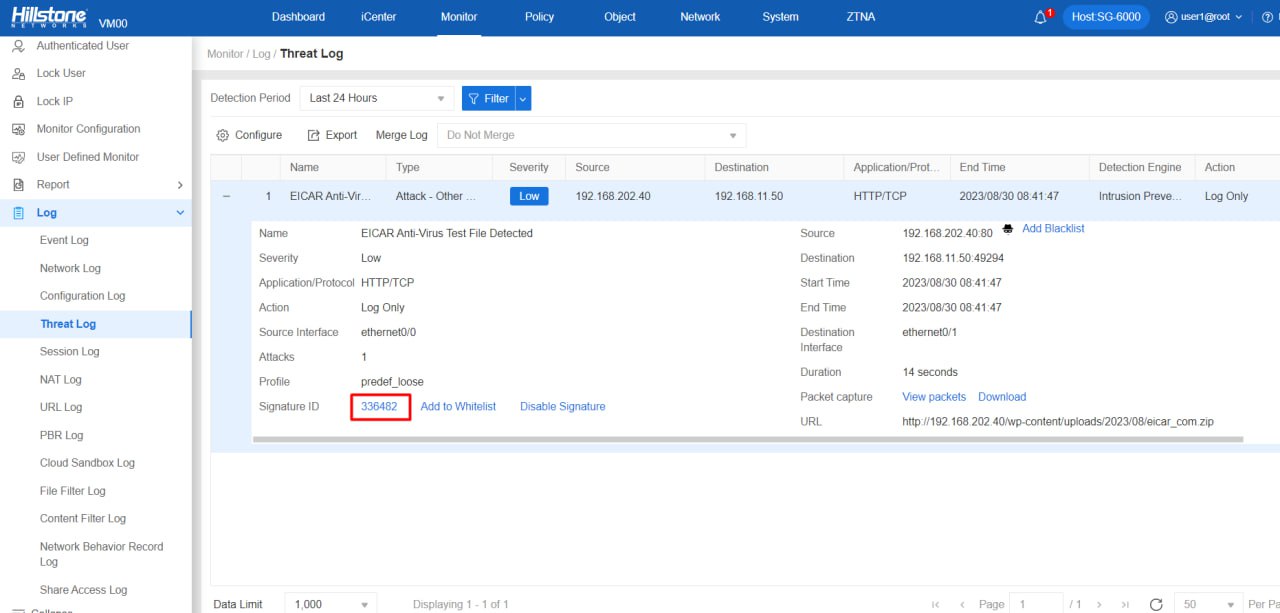 Hillstone
NETWORKS VM00
Dashboard iCenter Monitor Policy Object Network System ZTNA
1 Host:SG-6000 user1@root
Authenticated User
Lock User
Lock IP
Monitor Configuration
User Defined Monitor
Report
Log
Event Log
Network Log
Configuration Log
Threat Log
Session Log
NAT Log
URL Log
PBR Log
Cloud Sandbox Log
File Filter Log
Content Filter Log
Network Behavior Record
Log
Share Access Log
Monitor / Log / Threat Log
Detection Period Last 24 Hours Filter
Configure Export Merge Log Do Not Merge
Name Type Severity Source Destination Application/Prot... End Time Detection Engine Action
1 EICAR Anti-Vir... Attack - Other ... Low 192.168.202.40 192.168.11.50 HTTP/TCP 2023/08/30 08:41:47 Intrusion Preve... Log Only
Name EICAR Anti-Virus Test File Detected
Severity Low
Application/Protocol HTTP/TCP
Action Log Only
Source Interface ethernet0/0
Attacks 1
Profile predef_loose
Signature ID 336482 Add to Whitelist Disable Signature
Source 192.168.202.40:80 Add Blacklist
Destination 192.168.11.50:49294
Start Time 2023/08/30 08:41:47
End Time 2023/08/30 08:41:47
Destination ethernet0/1
Interface
Duration 14 seconds
Packet capture View packets Download
URL http://192.168.202.40/wp-content/uploads/2023/08/eicar_com.zip
Data Limit 1,000 Displaying 1 - 1 of 1
Page 1 / 1 50 Per Pa